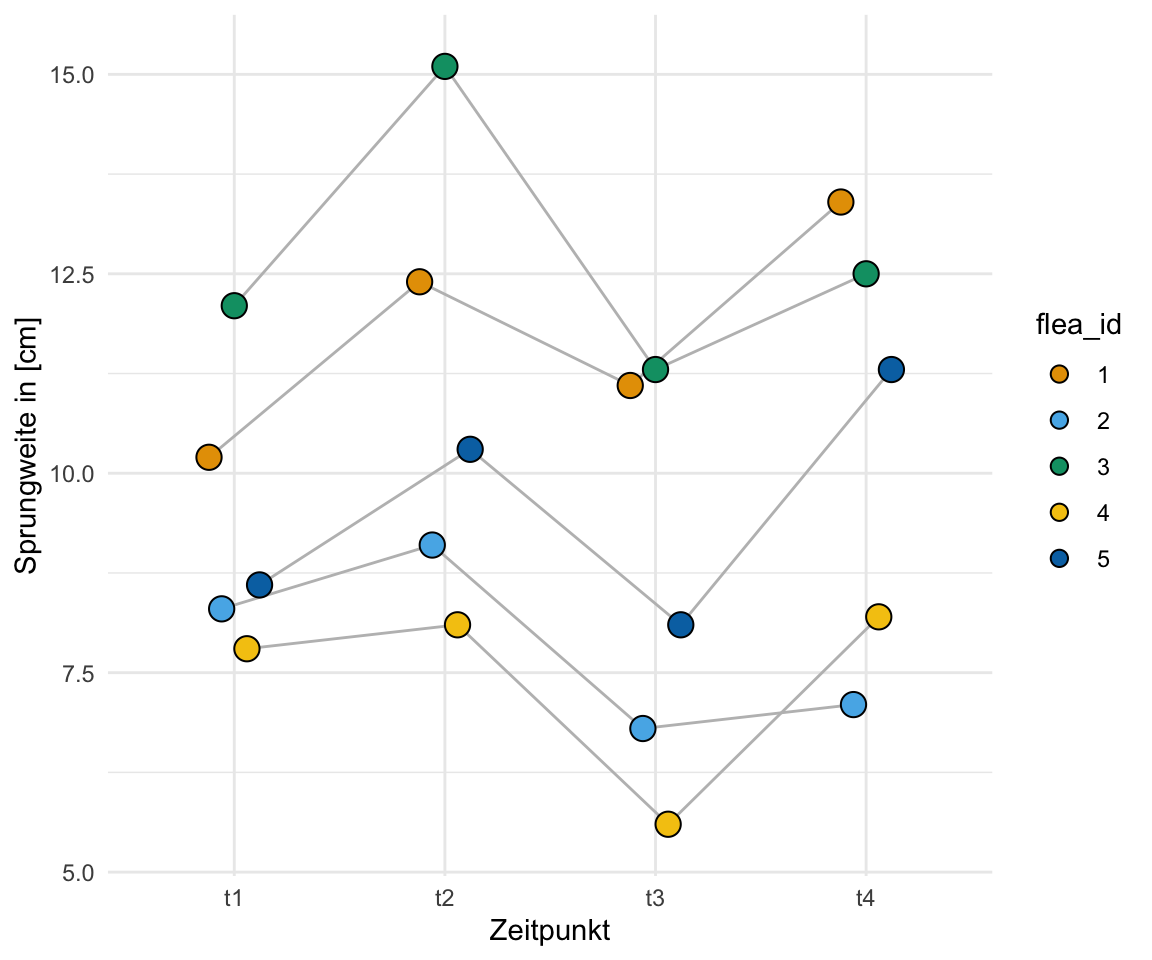 15.0
12.5
10.0
7.5
5.0
Sprungweite in [cm]
t1 t2 t3 t4
Zeitpunkt
flea_id
1
2
3
4
5